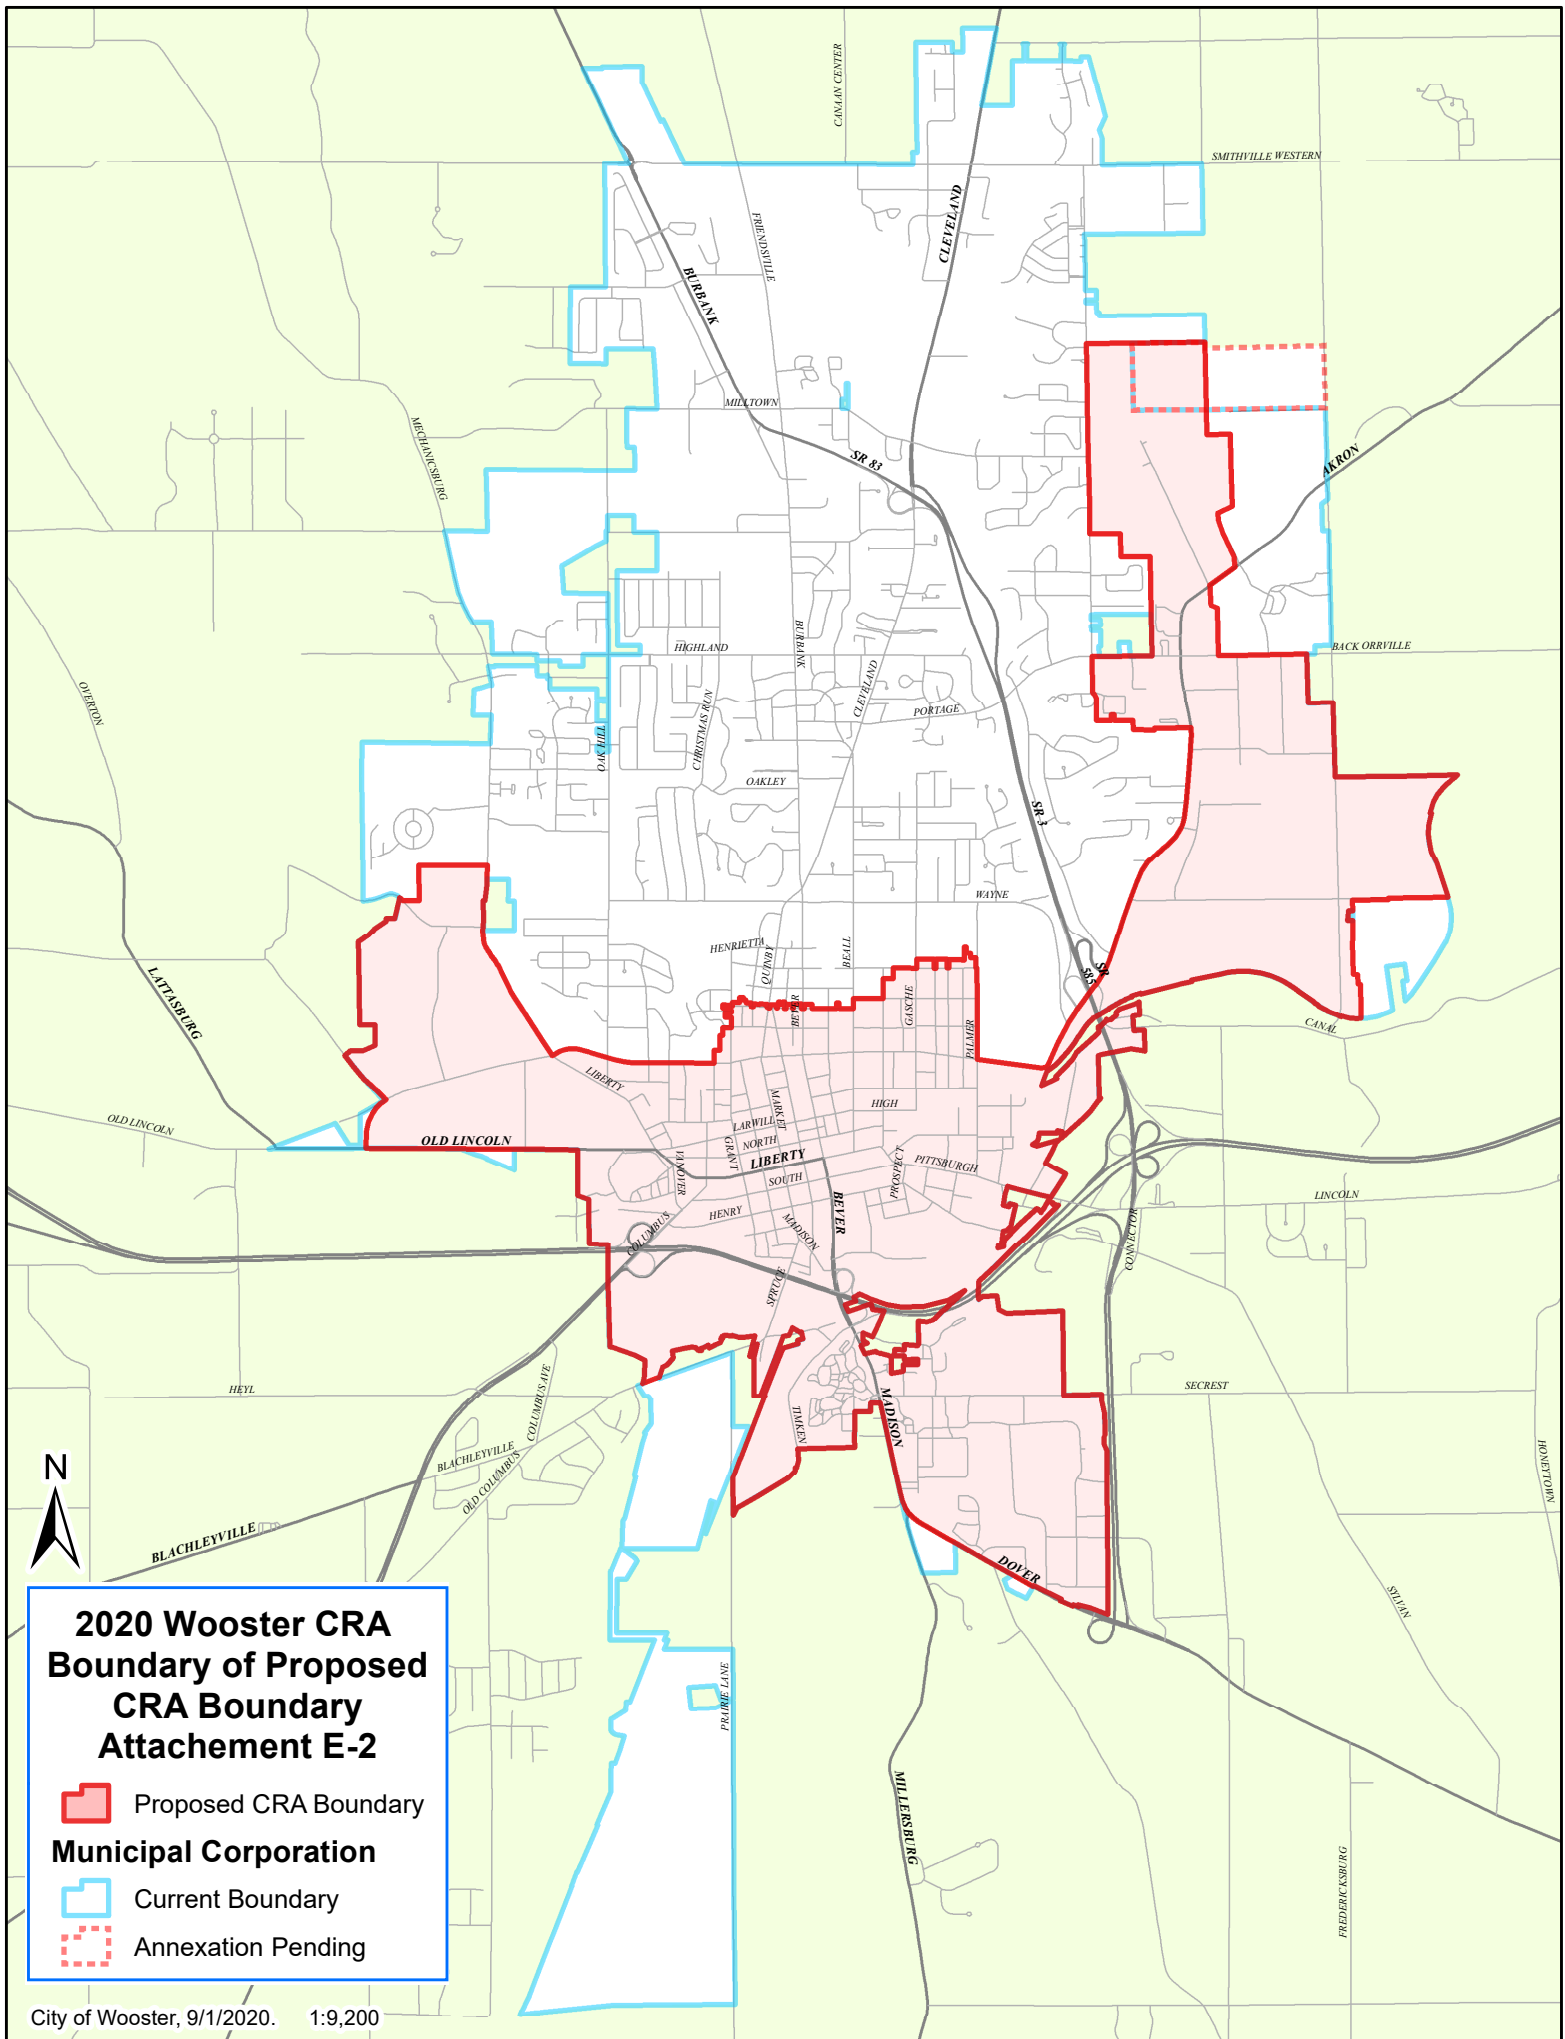 CANAAN CENTER
SMITHVILLE WESTERN
CLEVELAND
FRIENDSVILLE
BURBANK
MILLTOWN
SR 83
AKRON
MECHANICSBURG
BURBANK
HIGHLAND
BACK ORRVILLE
CLEVELAND
OVERTON
CHRISTMAS RUN
PORTAGE
OAK HILL
OAKLEY
SR 3
WAYNE
HENRIETTA
QUINBY
BEALL
LATTASBURG
SR
585
BEVER
GASCHE
CANAL
PALMER
LIBERTY
MARKET
HIGH
OLD LINCOLN
LARWILL
NORTH
OLD LINCOLN
GRANT
LIBERTY
VANOVER
PROSPECT
PITTSBURGH
SOUTH
LINCOLN
BEVER
HENRY
MADISON
COLUMBUS
CONNECTOR
SPRUCE
HEYL
SECREST
COLUMBUS AVE
MADISON
TIMKEN
BLACHLEYVILLE
OLD COLUMBUS
HONEYTOWN
N
BLACHLEYVILLE
DOVER
SYLVAN
2020 Wooster CRA
Boundary of Proposed
CRA Boundary
Attachement E-2
PRAIRIE LANE
Proposed CRA Boundary
MILLERSBURG
Municipal Corporation
Current Boundary
FREDERICKSBURG
Annexation Pending
City of Wooster, 9/1/2020. 1:9,200